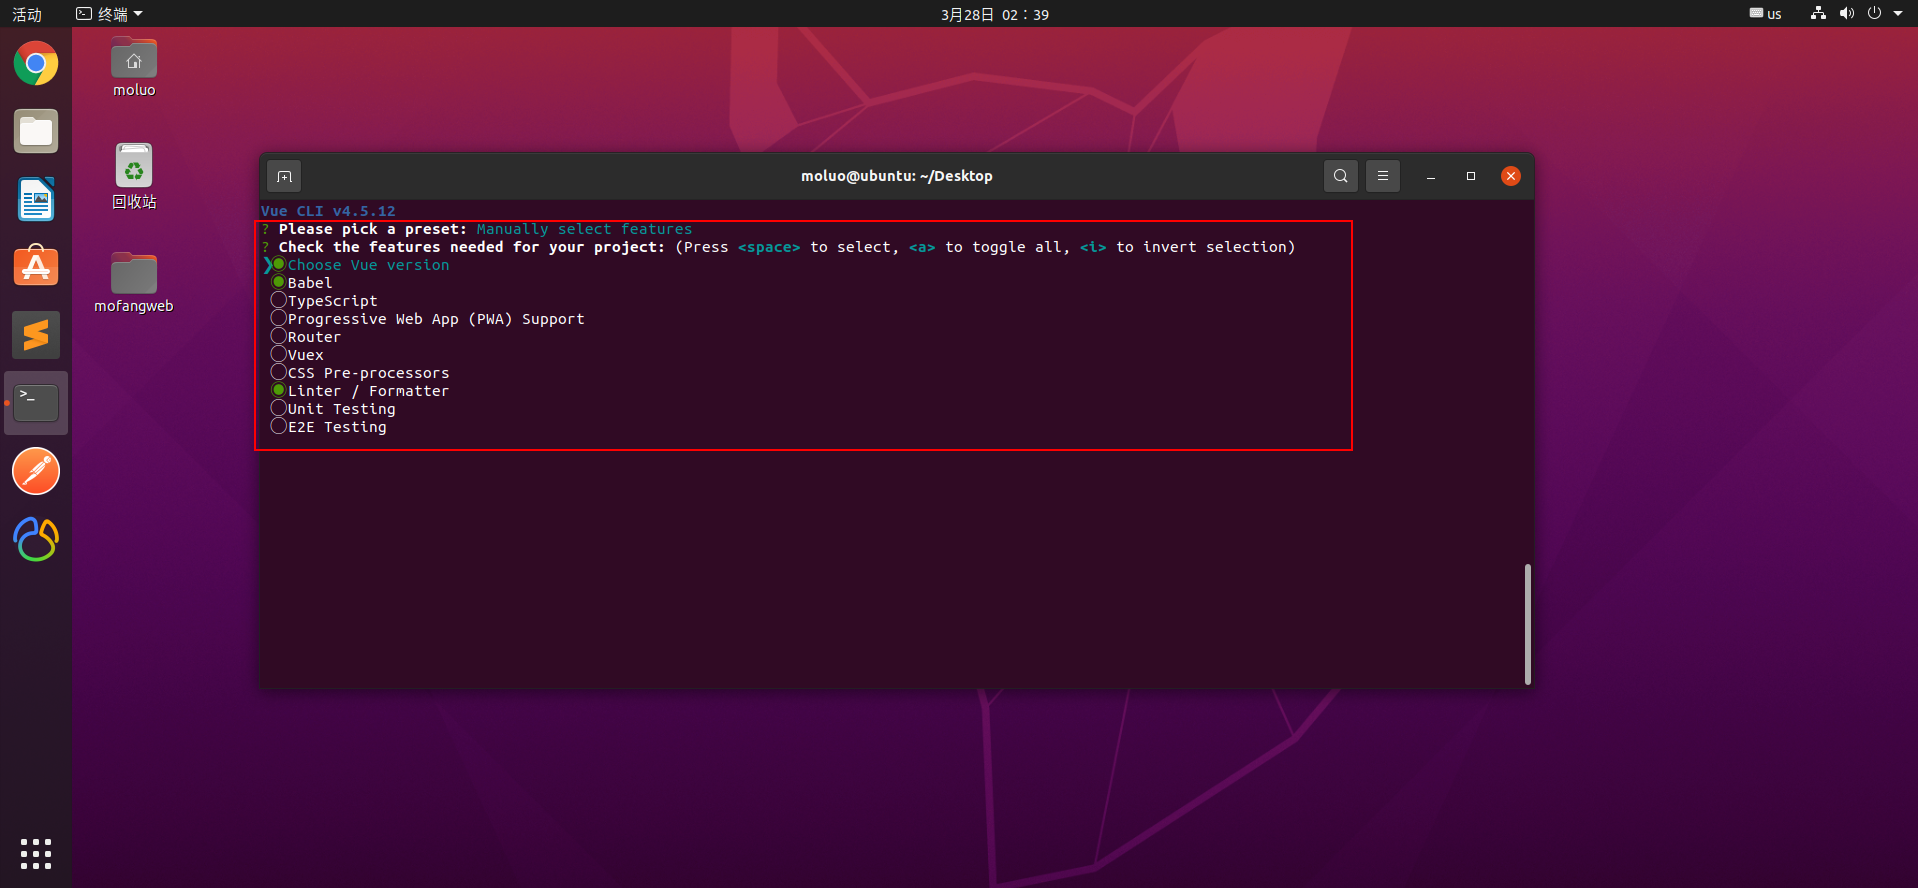 活动
终端
3月28日 02：39
us
moluo
回收站
mofangweb
moluo@ubuntu: ~/Desktop
Vue CLI v4.5.12
? Please pick a preset: Manually select features
? Check the features needed for your project: (Press <space> to select, <a> to toggle all, <i> to invert selection)
❯◉Choose Vue version
◉Babel
◯TypeScript
◯Progressive Web App (PWA) Support
◯Router
◯Vuex
◯CSS Pre-processors
◉Linter / Formatter
◯Unit Testing
◯E2E Testing